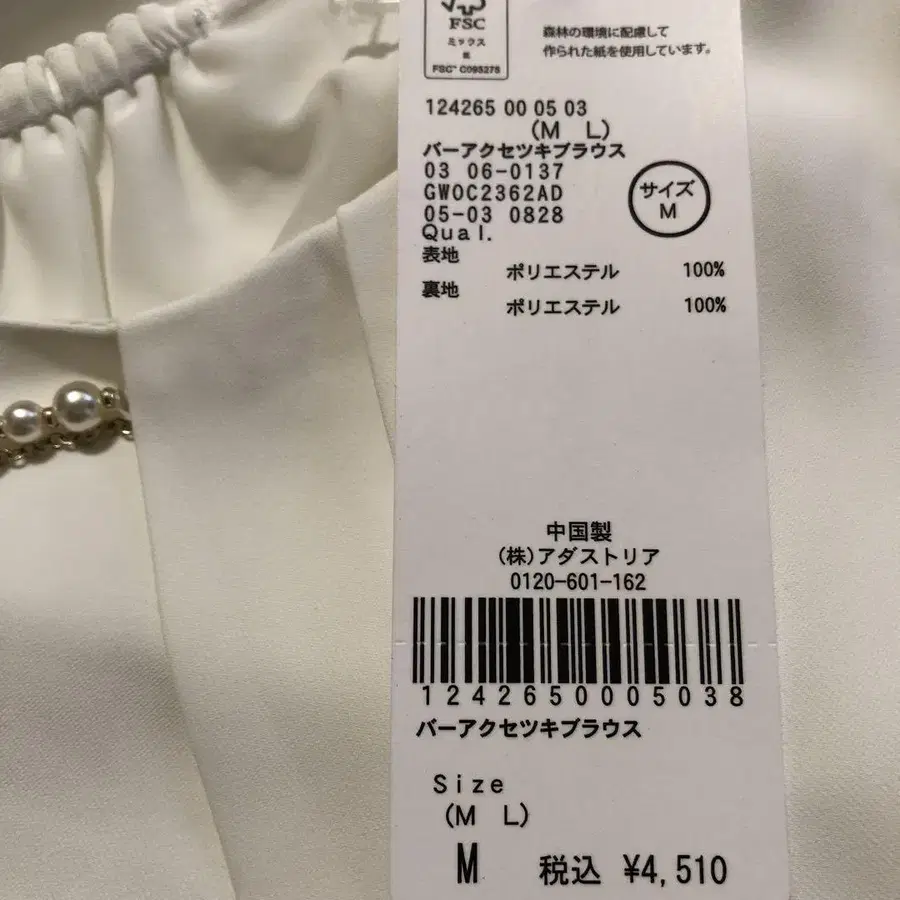 FSC
ミックス
紙
FSC™ C095275
森林の環境に配慮して
作られた紙を使用しています。
124265 00 05 03
(M L)
バーアクセツキブラウス
03 06-0137
GWOC2362AD
05-03 0828
Qual.
サイズ
M
表地
ポリエステル 100%
裏地
ポリエステル 100%
中国製
(株)アダストリア
0120-601-162
1242650005038
バーアクセツキブラウス
Size
(M L)
M 税込 ¥4,510